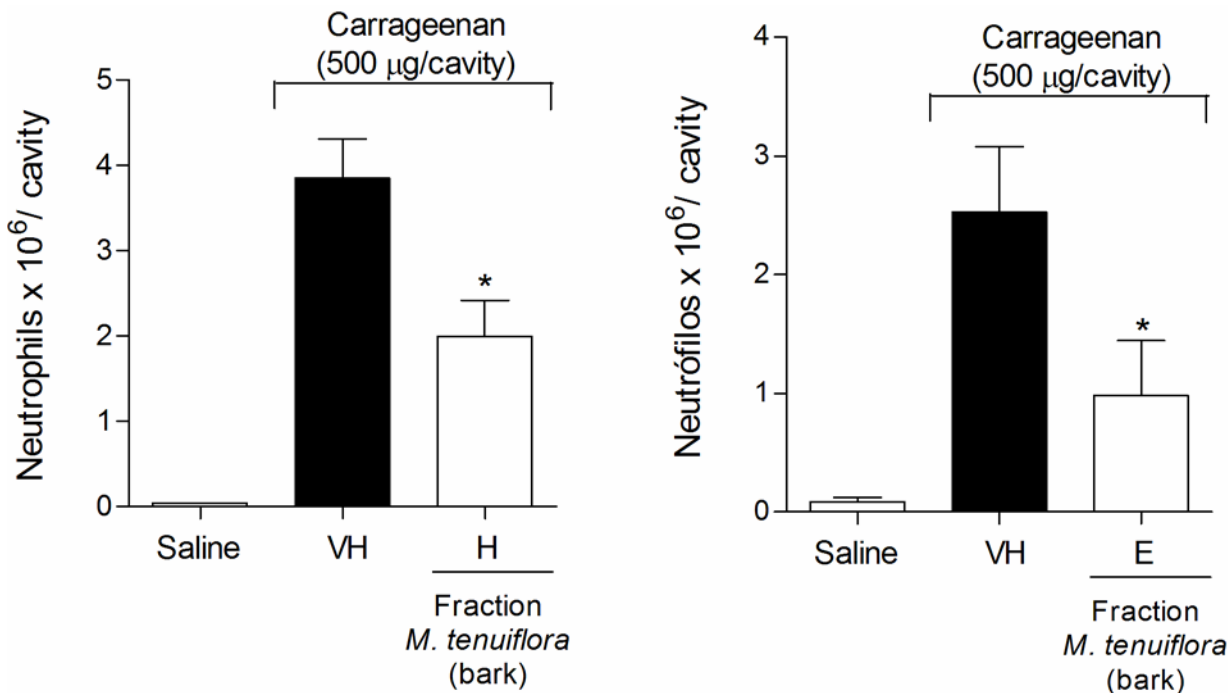 Carrageenan
(500 μg/cavity)
Neutrophils x 10⁶/ cavity
5
4
3
2
1
0
*
Saline
VH
H
Fraction
M. tenuiflora
(bark)
Carrageenan
(500 μg/cavity)
Neutrófilos x 10⁶/ cavity
4
3
2
1
0
*
Saline
VH
E
Fraction
M. tenuiflora
(bark)